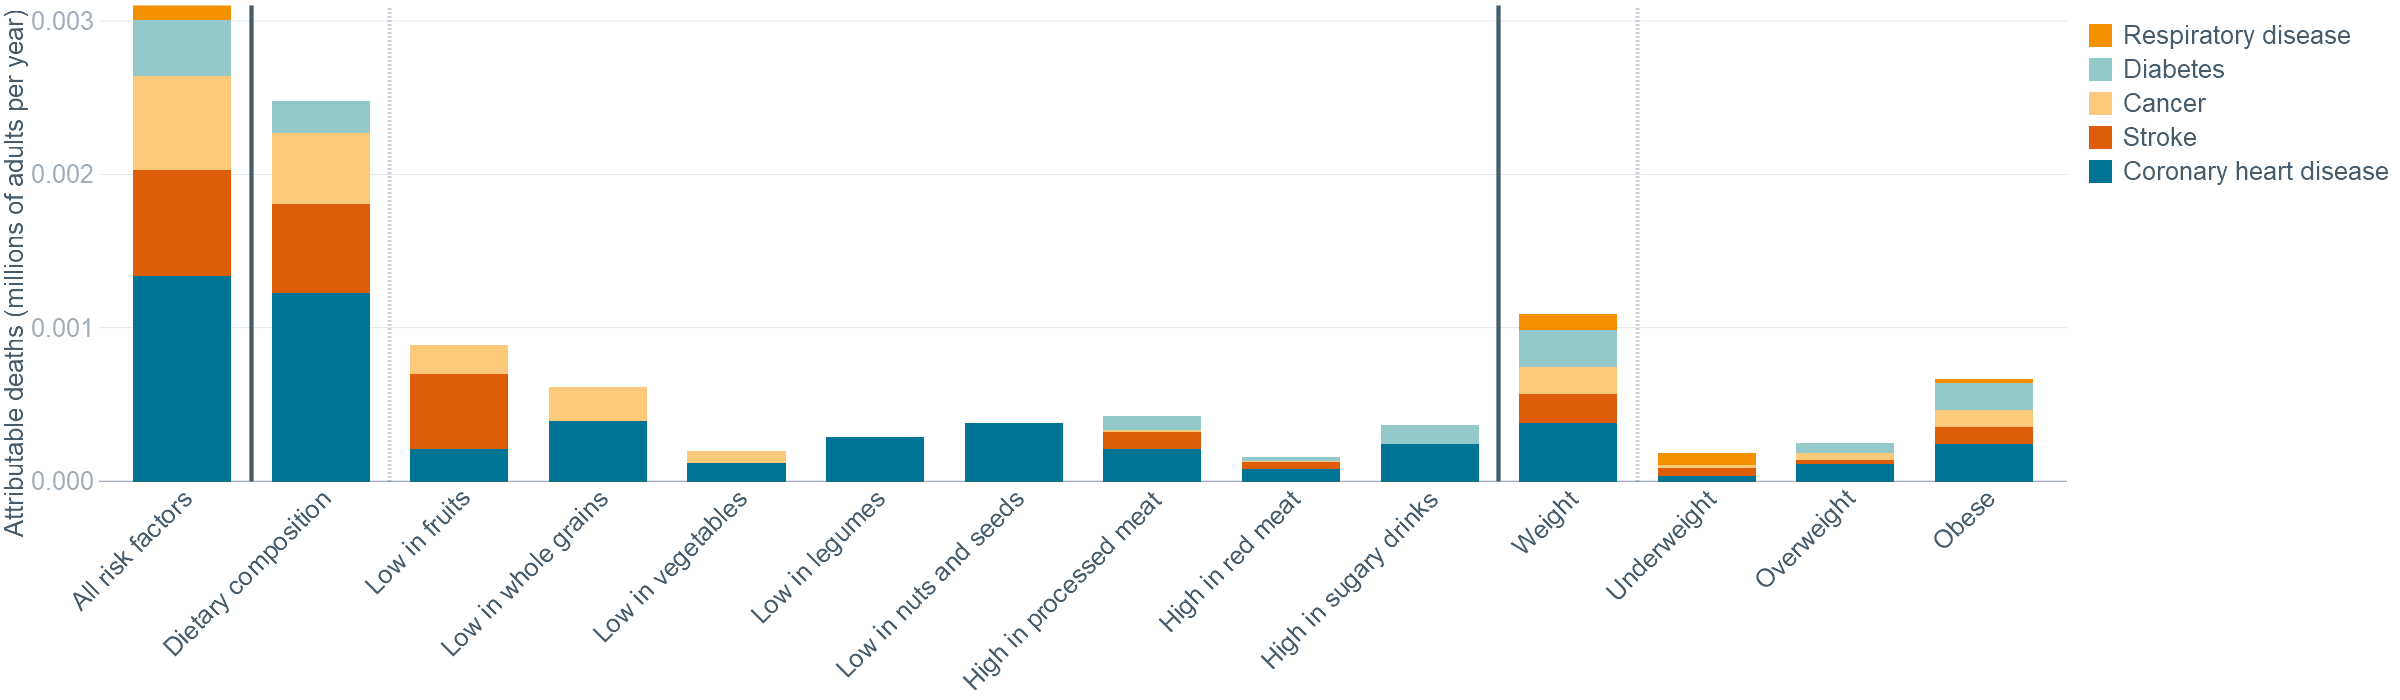 Attributable deaths (millions of adults per year)
0.003
0.002
0.001
0.000
All risk factors
Dietary composition
Low in fruits
Low in whole grains
Low in vegetables
Low in legumes
Low in nuts and seeds
High in processed meat
High in red meat
High in sugary drinks
Weight
Underweight
Overweight
Obese
Respiratory disease
Diabetes
Cancer
Stroke
Coronary heart disease